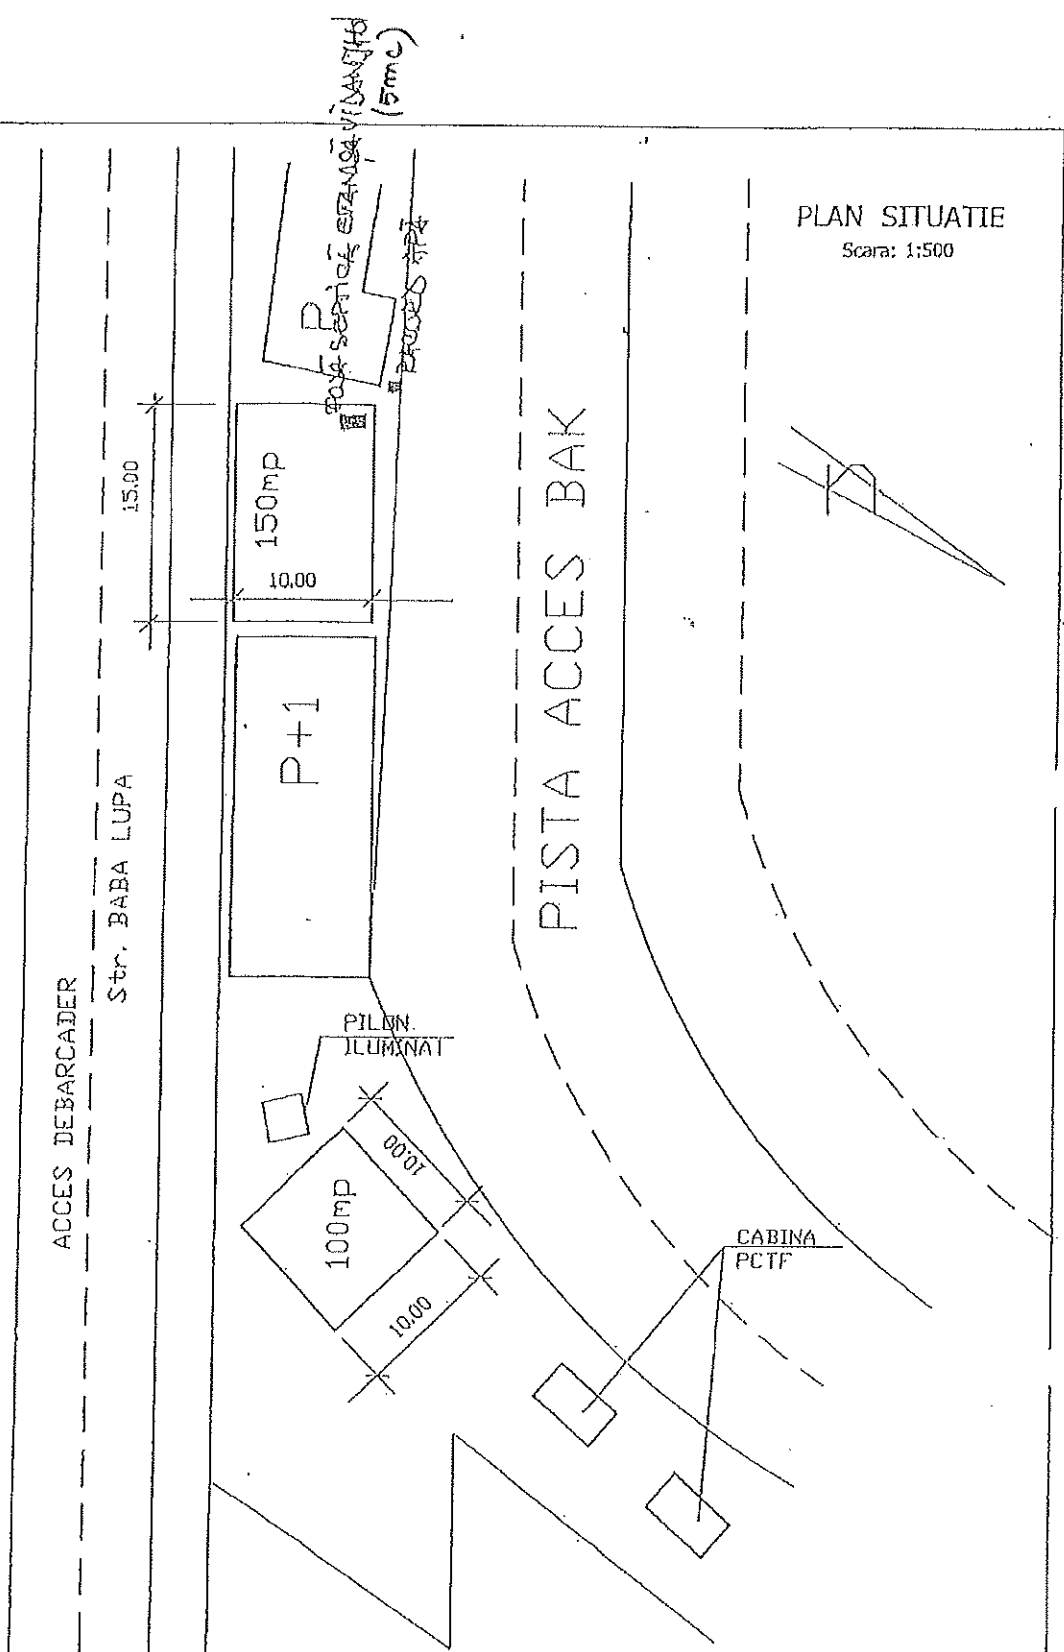 PLAN SITUATIE
Scara: 1:500
(5mc)
P
15.00
150mp
10.00
P+1
PISTA ACCES BAK
Str. BABA LUPA
ACCES DEBARCADER
PILON
ILUMINAT
10.00
100mp
10.00
CABINA
PCTF